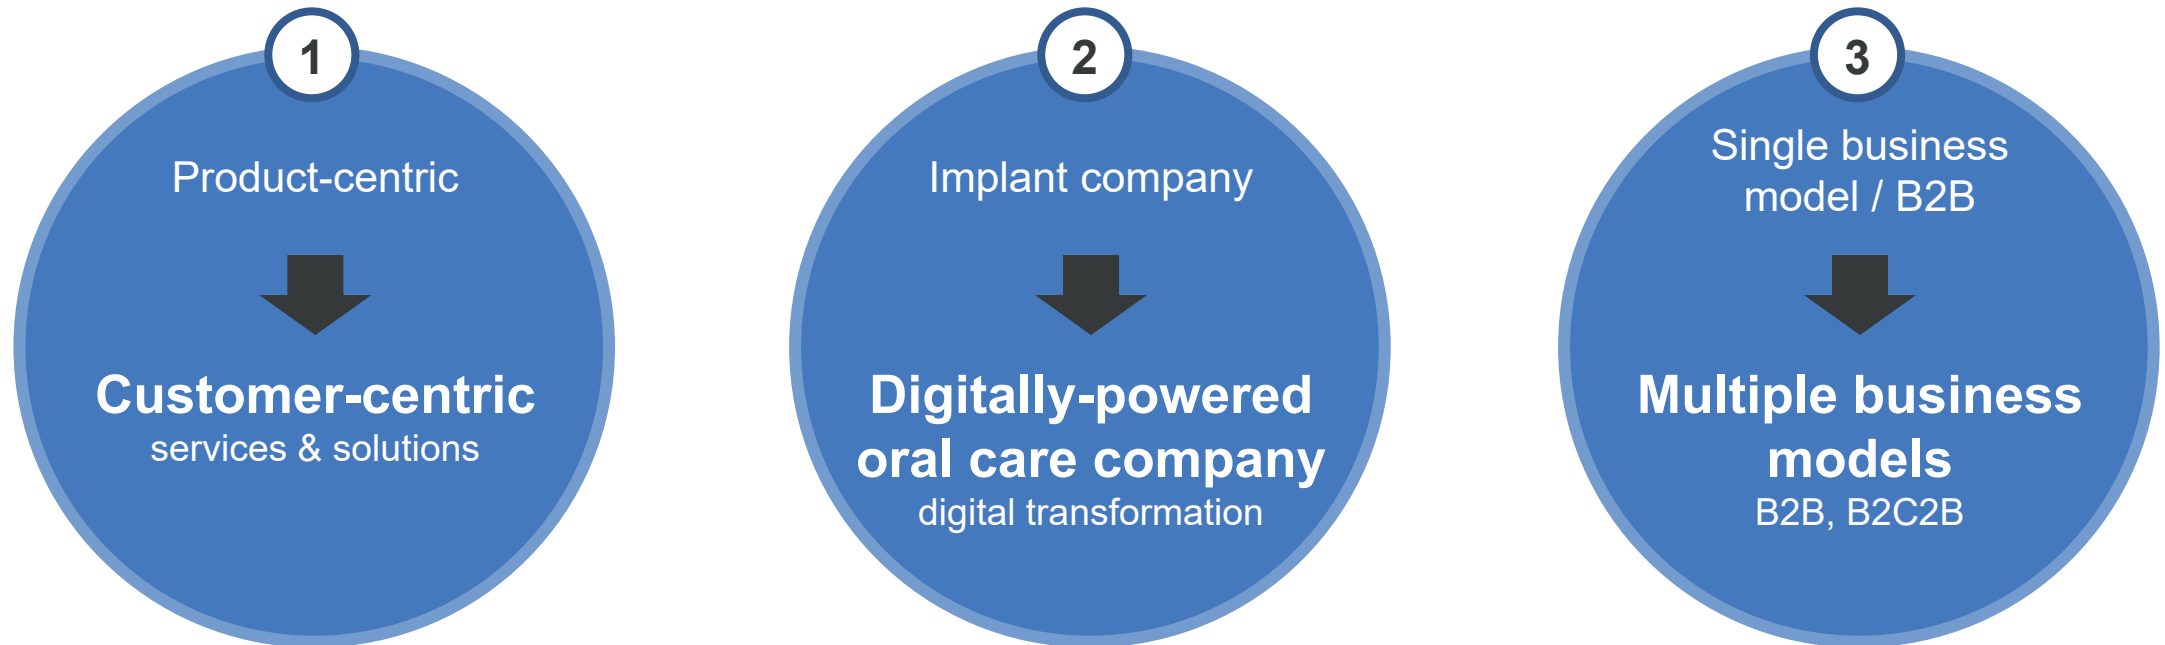 1
Product-centric
Customer-centric
services & solutions
2
Implant company
Digitally-powered
oral care company
digital transformation
3
Single business
model / B2B
Multiple business
models
B2B, B2C2B